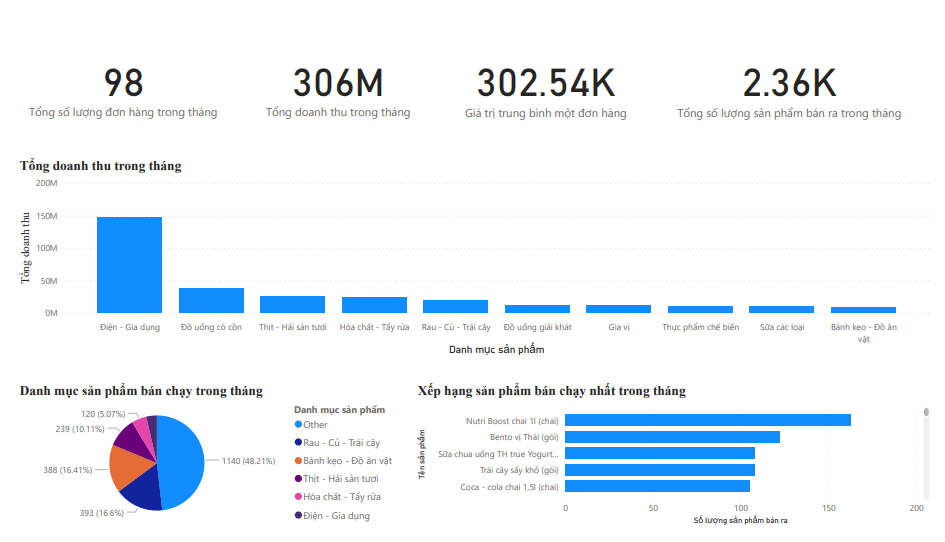 98
Tổng số lượng đơn hàng trong tháng
306M
Tổng doanh thu trong tháng
302.54K
Giá trị trung bình một đơn hàng
2.36K
Tổng số lượng sản phẩm bán ra trong tháng
Tổng doanh thu trong tháng
Tổng doanh thu
200M
150M
100M
50M
0M
Điện - Gia dụng
Đồ uống có cồn
Thịt - Hải sản tươi
Hóa chất - Tẩy rửa
Rau - Củ - Trái cây
Đồ uống giải khát
Gia vị
Thực phẩm chế biến
Sữa các loại
Bánh kẹo - Đồ ăn
vặt
Danh mục sản phẩm
Danh mục sản phẩm bán chạy trong tháng
120 (5.07%)
239 (10.11%)
388 (16.41%)
393 (16.6%)
1140 (48.21%)
Danh mục sản phẩm
Other
Rau - Củ - Trái cây
Bánh kẹo - Đồ ăn vặt
Thịt - Hải sản tươi
Hóa chất - Tẩy rửa
Điện - Gia dụng
Xếp hạng sản phẩm bán chạy nhất trong tháng
Tên sản phẩm
Nutri Boost chai 1l (chai)
Bento vị Thái (gói)
Sữa chua uống TH true Yogurt...
Trái cây sấy khô (gói)
Coca - cola chai 1,5l (chai)
0
50
100
150
200
Số lượng sản phẩm bán ra